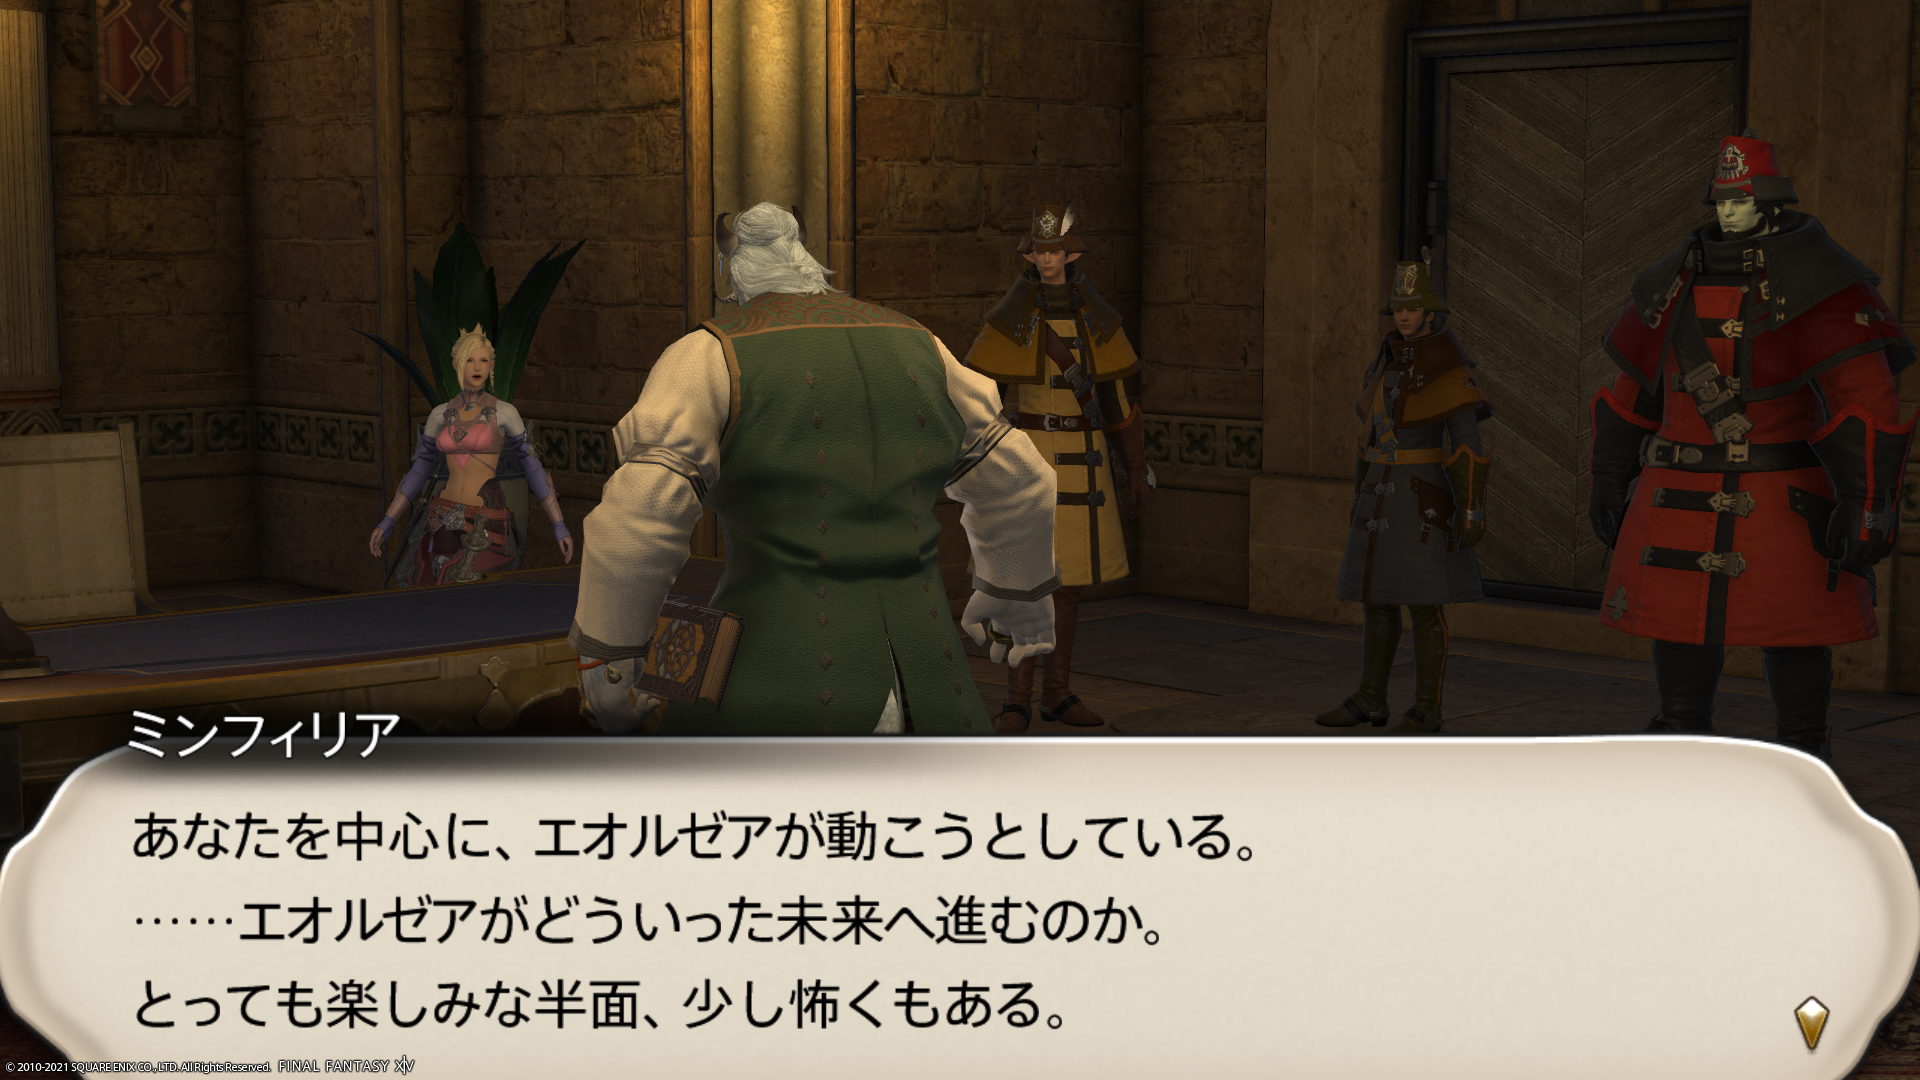 ミンフィリア
あなたを中心に、エオルゼアが動こうとしている。
……エオルゼアがどういった未来へ進むのか。
とっても楽しみな半面、少し怖くもある。
© 2010-2021 SQUARE ENIX CO., LTD. All Rights Reserved. FINAL FANTASY XIV